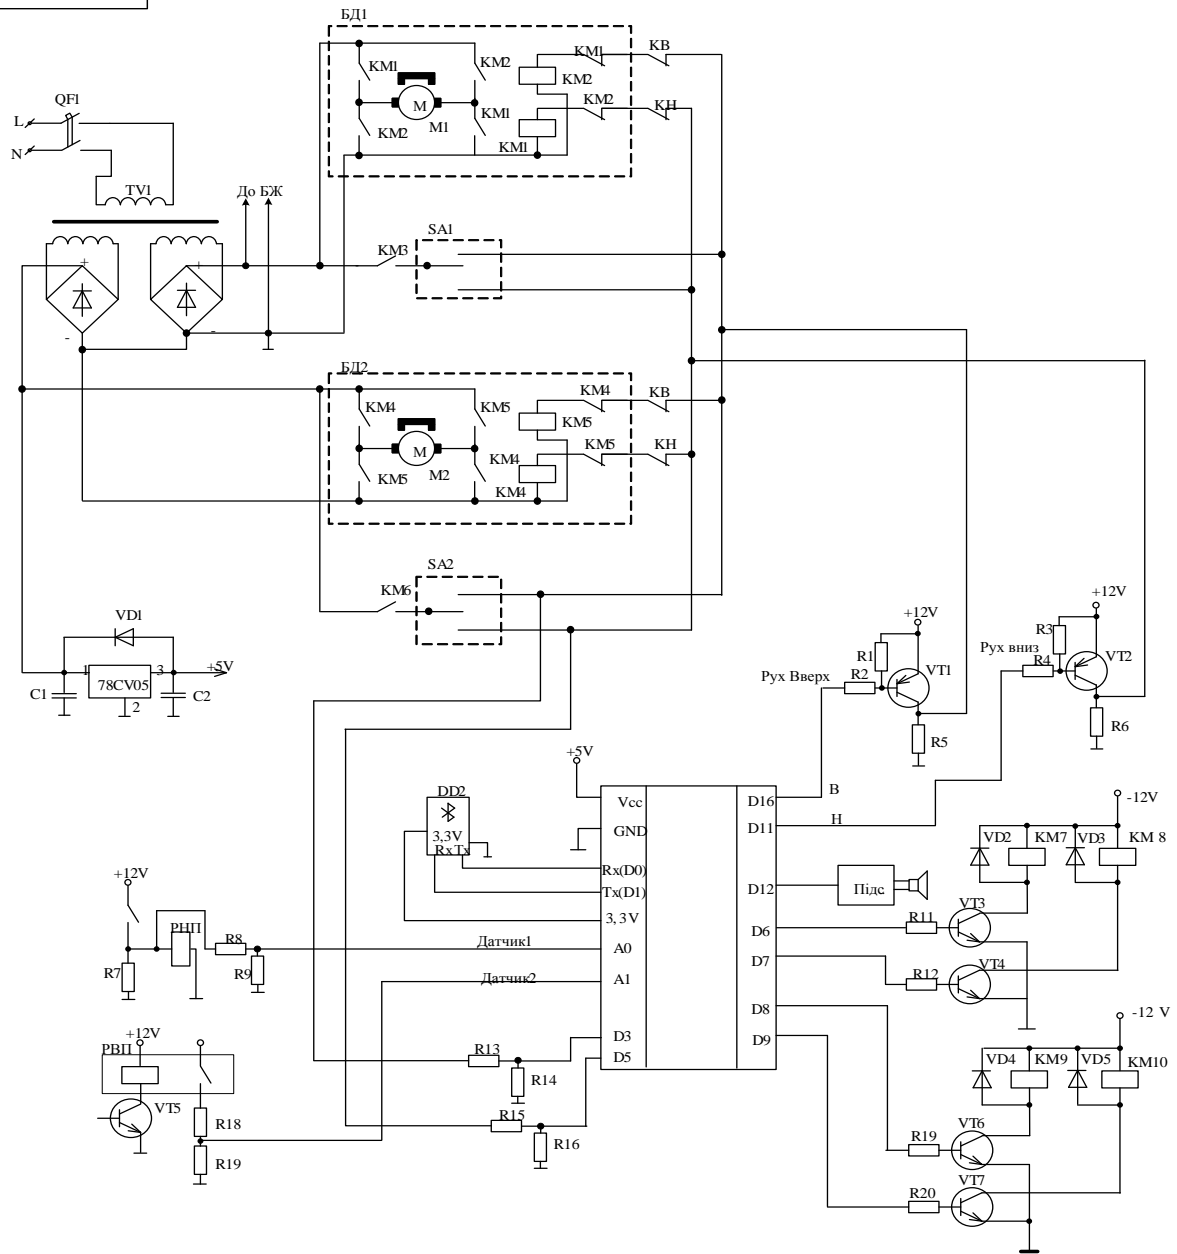 БД1
KM1
KB
KM2
KM1
KM2
M
M1
KM2
KM1
KM2
KH
KM1
QF1
L
N
TV1
До БЖ
SA1
KM3
+
+
-
-
БД2
KM4
KB
KM4
KM5
KM5
M
M2
KM5
KH
KM5
KM4
KM4
SA2
KM6
VD1
1
3
+5V
78CV05
2
C1
C2
+12V
R1
VT1
Рух Вверх
R2
R5
+12V
R3
Рух вниз
R4
VT2
R6
+5V
Vcc
GND
Rx(D0)
Tx(D1)
3, 3V
A0
A1
D3
D5
D16
D11
D12
D6
D7
D8
D9
В
Н
DD2
3,3V
RxTx
Підс.
-12V
VD2
KM7
VD3
KM 8
R11
VT3
R12
VT4
-12 V
VD4
KM9
VD5
KM10
R19
VT6
R20
VT7
+12V
РНП
R8
R7
R9
Датчик1
Датчик2
+12V
РВП
VT5
R18
R19
R13
R14
R15
R16